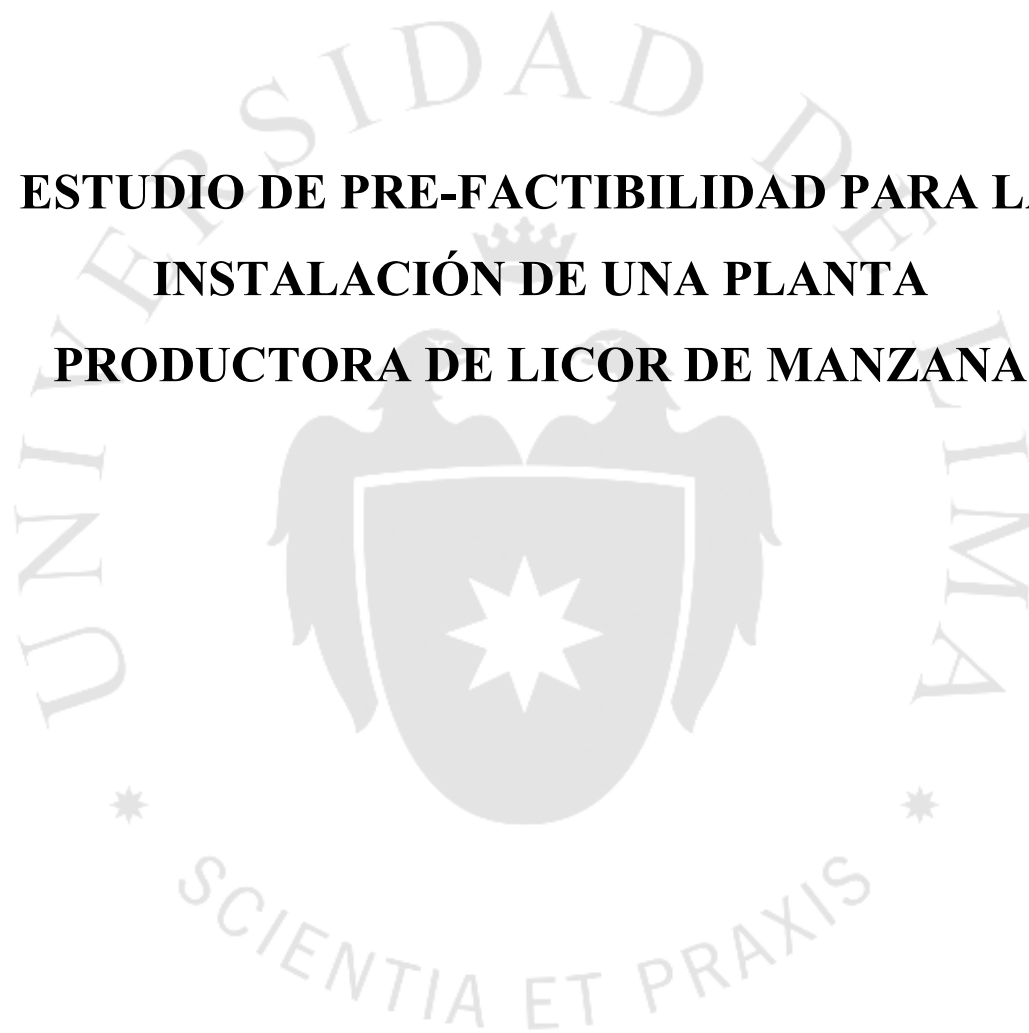 ESTUDIO DE PRE-FACTIBILIDAD PARA LA
INSTALACIÓN DE UNA PLANTA
PRODUCTORA DE LICOR DE MANZANA
UNIVERSIDAD DE LIMA
SCIENTIA ET PRAXIS